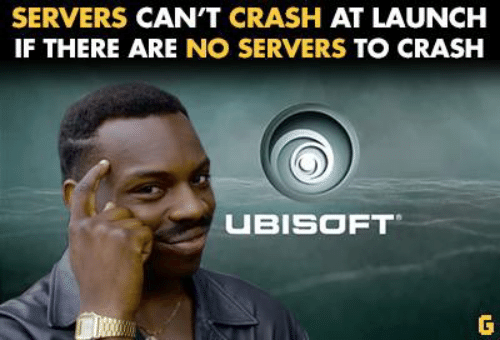 SERVERS CAN'T CRASH AT LAUNCH
IF THERE ARE NO SERVERS TO CRASH
UBISOFT®
G